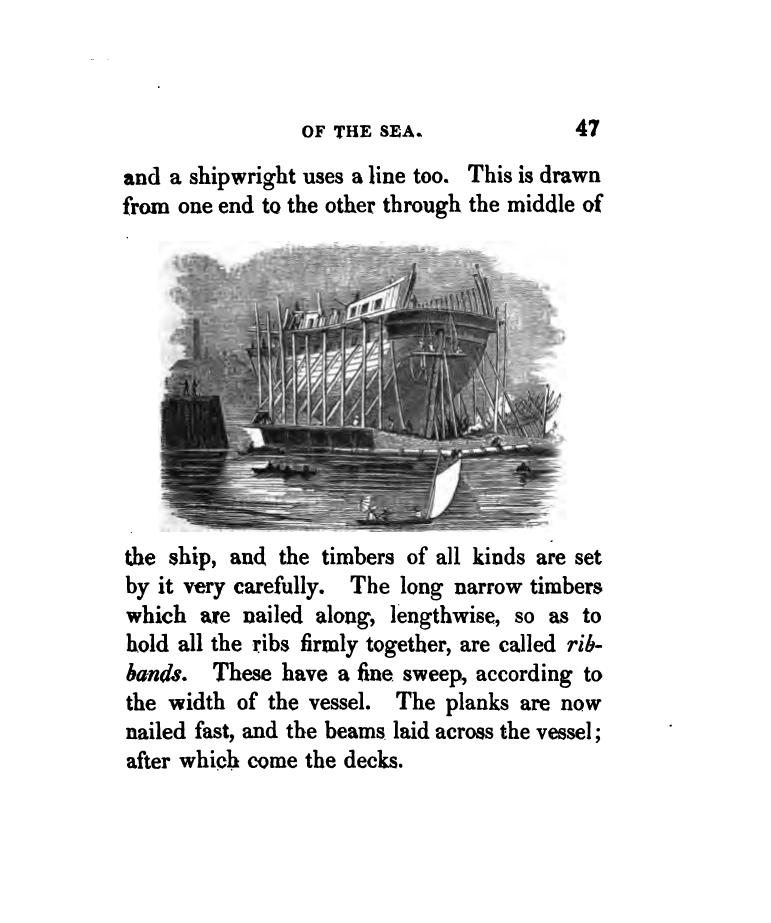 OF THE SEA. 47
and a shipwright uses a line too. This is drawn
from one end to the other through the middle of
the ship, and the timbers of all kinds are set
by it very carefully. The long narrow timbers
which are nailed along, lengthwise, so as to
hold all the ribs firmly together, are called rib-
bands. These have a fine sweep, according to
the width of the vessel. The planks are now
nailed fast, and the beams laid across the vessel;
after which come the decks.